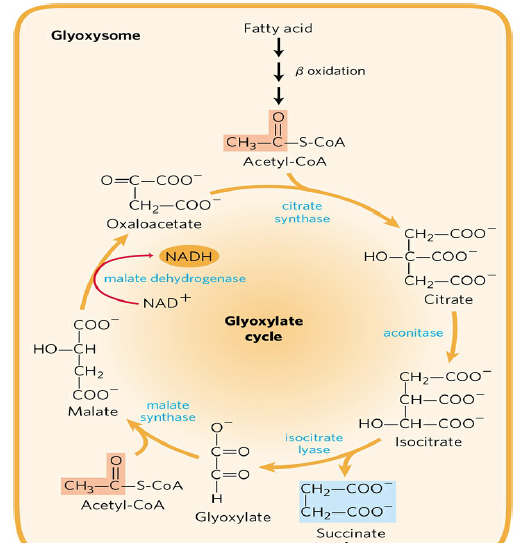 Glyoxysome
Fatty acid
β oxidation
O
CH3—C—S-CoA
Acetyl-CoA
O=C—COO⁻
CH2—COO⁻
Oxaloacetate
citrate
synthase
CH2—COO⁻
HO—C—COO⁻
CH2—COO⁻
Citrate
NADH
malate dehydrogenase
NAD+
Glyoxylate
cycle
aconitase
COO⁻
HO—CH
CH2
COO⁻
Malate
CH2—COO⁻
CH—COO⁻
HO—CH—COO⁻
Isocitrate
malate
synthase
isocitrate
lyase
O⁻
C=O
C=O
H
Glyoxylate
O
CH3—C—S-CoA
Acetyl-CoA
CH2—COO⁻
CH2—COO⁻
Succinate